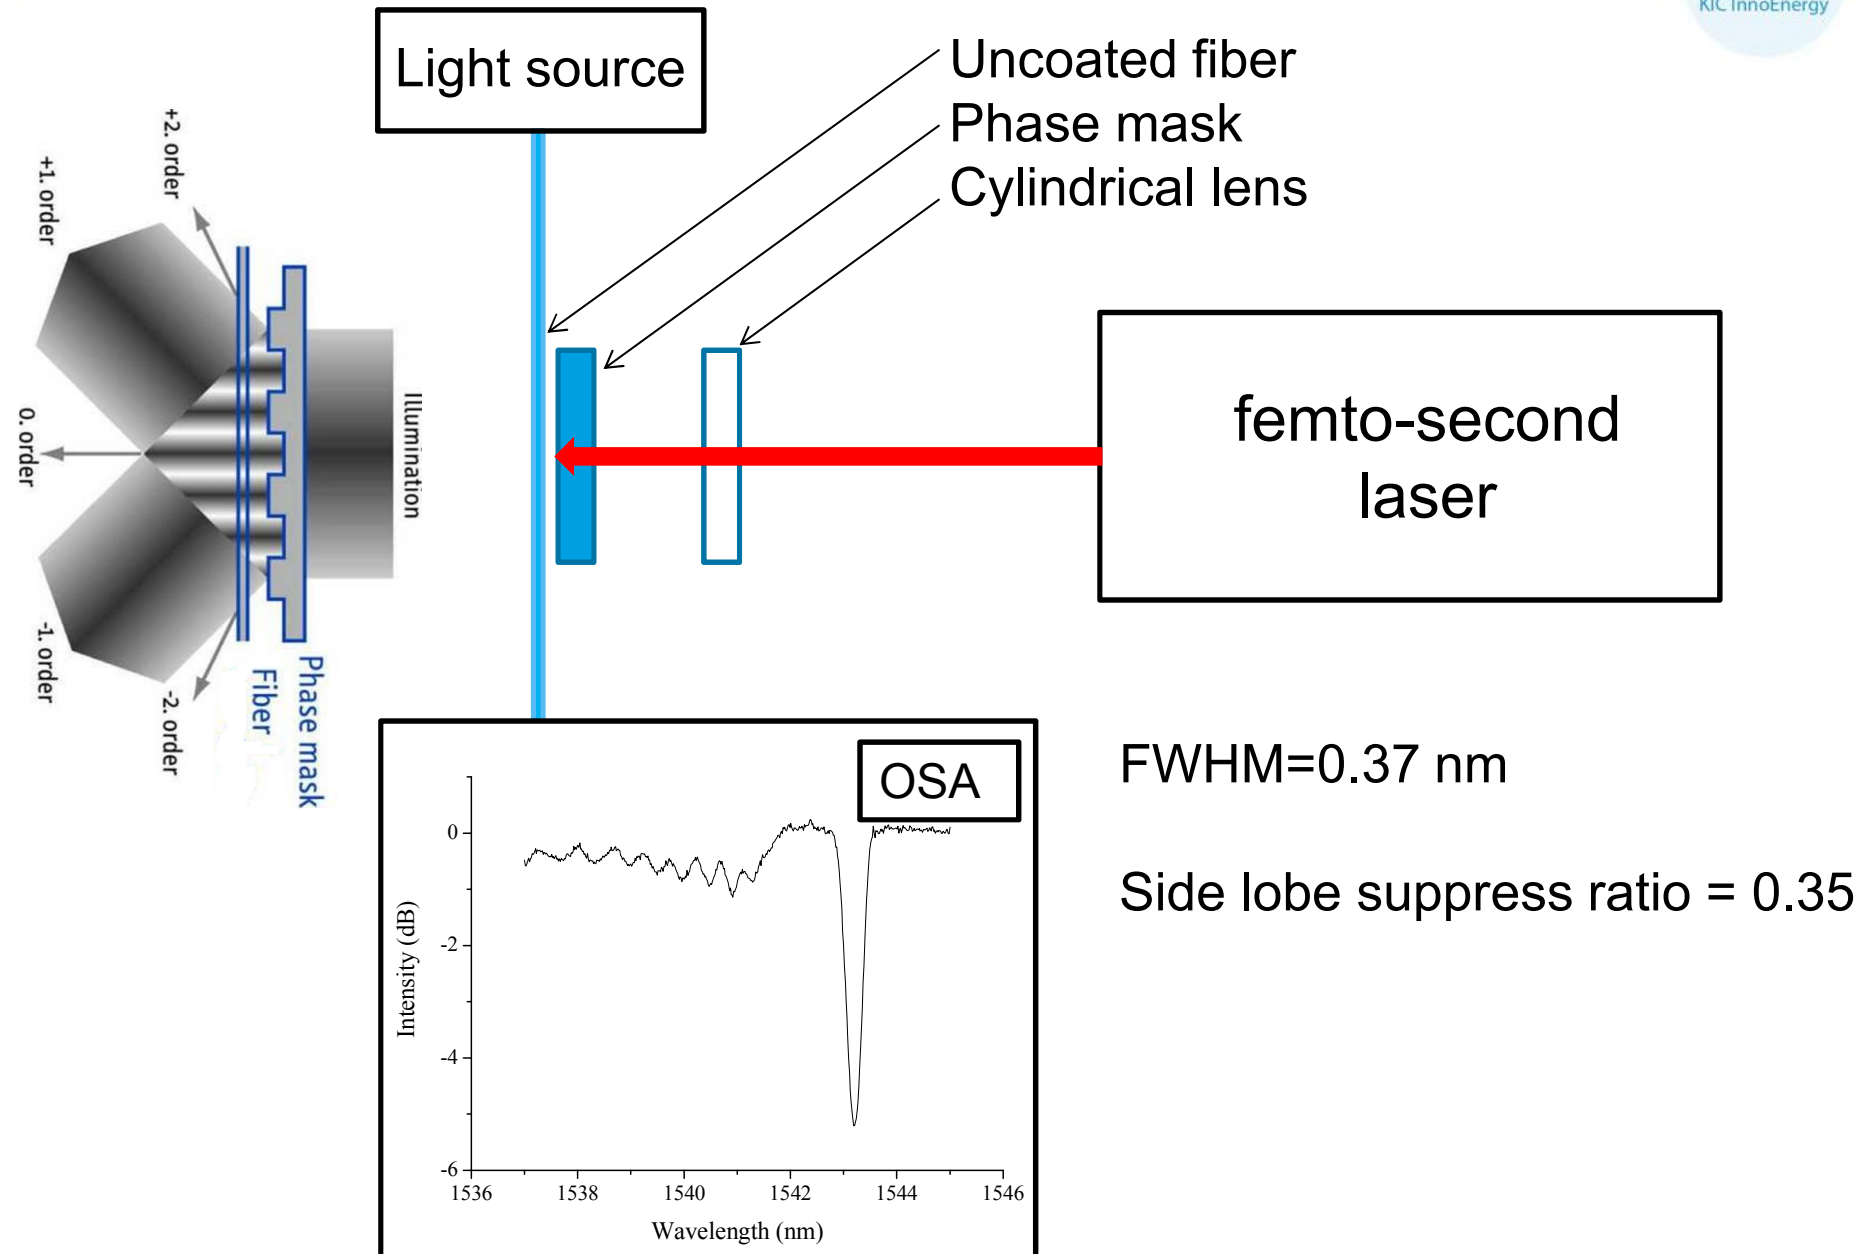 KIC InnoEnergy
Light source
Uncoated fiber
Phase mask
Cylindrical lens
+2. order
+1. order
0. order
-1. order
-2. order
Illumination
Phase mask
Fiber
femto-second
laser
OSA
Intensity (dB)
0
-2
-4
-6
1536 1538 1540 1542 1544 1546
Wavelength (nm)
FWHM=0.37 nm
Side lobe suppress ratio = 0.35